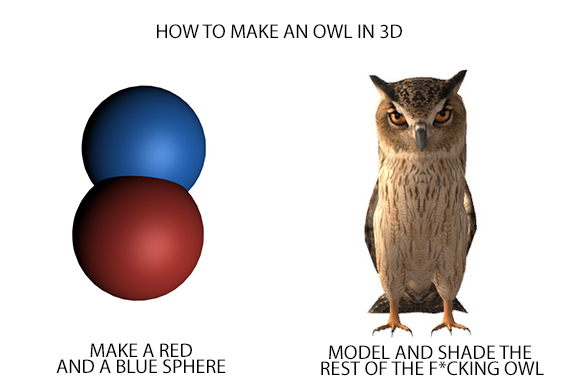 HOW TO MAKE AN OWL IN 3D
MAKE A RED
AND A BLUE SPHERE
MODEL AND SHADE THE
REST OF THE F*CKING OWL